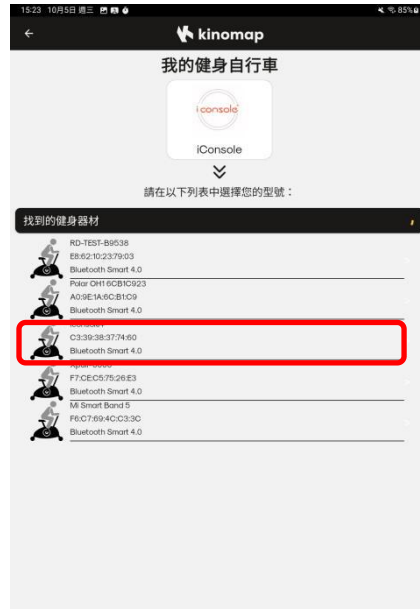 15:23 10月5日 週三
85%
kinomap
我的健身自行車
i console
iConsole
請在以下列表中選擇您的型號：
找到的健身器材
RD-TEST-B9538
E8:62:10:23:79:03
Bluetooth Smart 4.0
Polar OH1 6CB1C923
A0:9E:1A:6C:B1:C9
Bluetooth Smart 4.0
C3:39:38:37:74:60
Bluetooth Smart 4.0
F7:CE:C5:75:26:E3
Bluetooth Smart 4.0
Mi Smart Band 5
F6:C7:69:4C:C3:3C
Bluetooth Smart 4.0